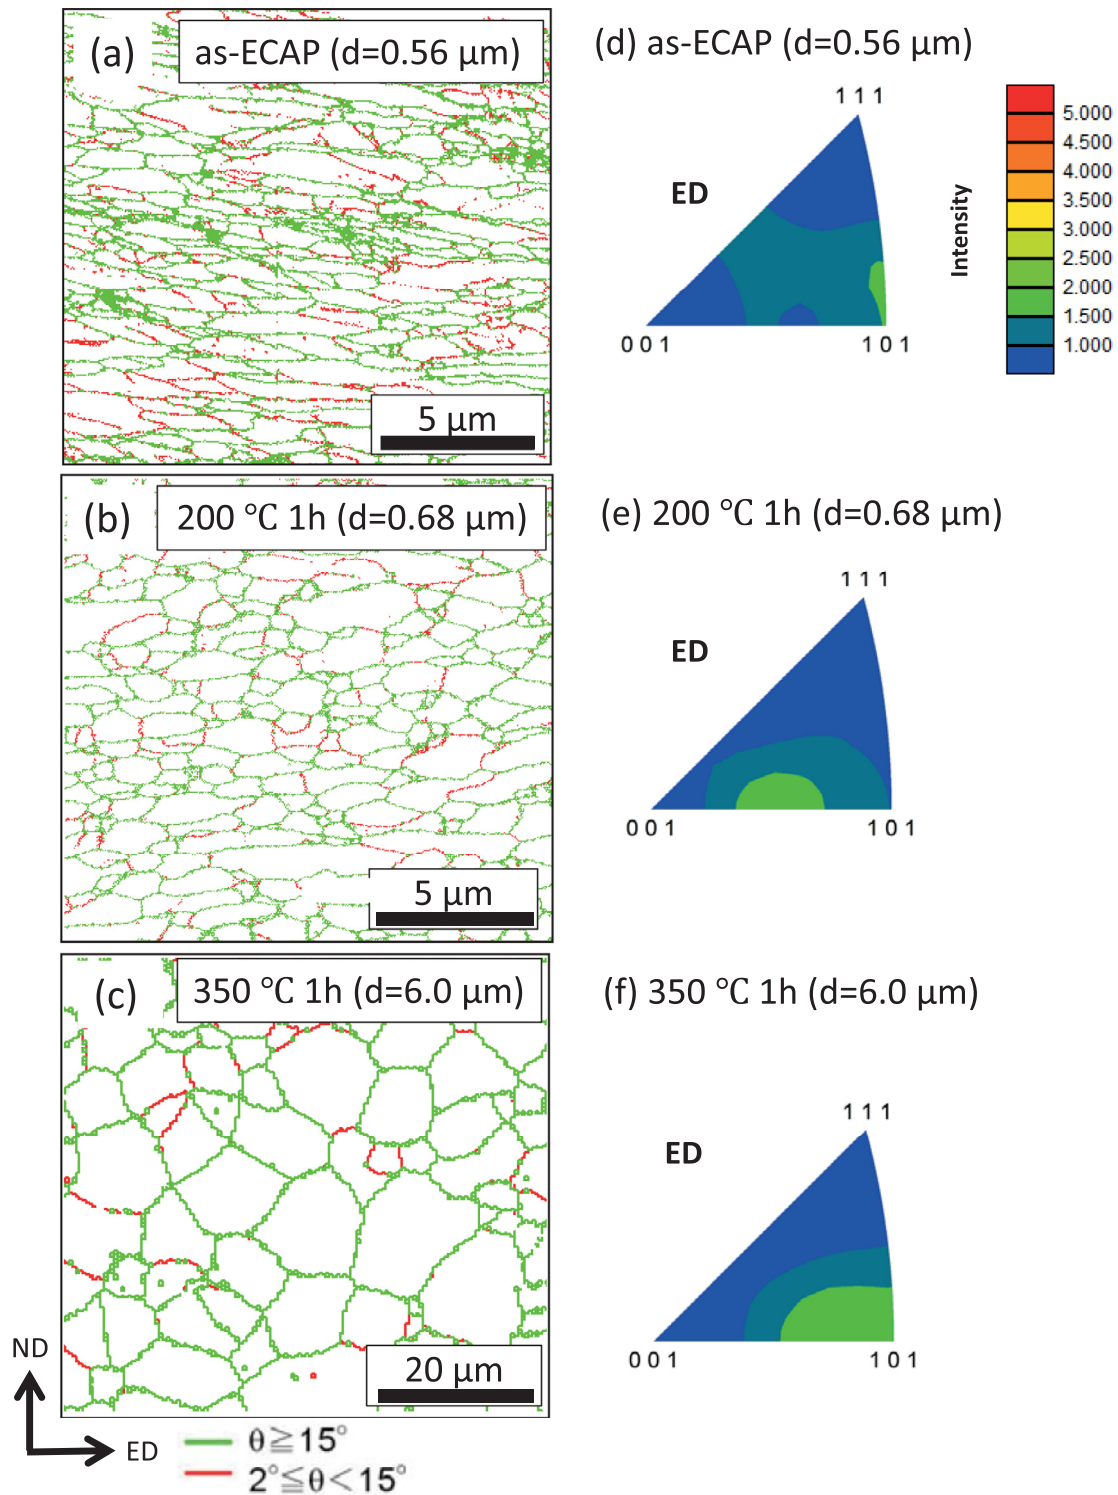 (a) as-ECAP (d=0.56 μm)
5 μm
(d) as-ECAP (d=0.56 μm)
1 1 1
ED
0 0 1
1 0 1
Intensity
5.000
4.500
4.000
3.500
3.000
2.500
2.000
1.500
1.000
(b) 200 ℃ 1h (d=0.68 μm)
5 μm
(e) 200 ℃ 1h (d=0.68 μm)
1 1 1
ED
0 0 1
1 0 1
(c) 350 ℃ 1h (d=6.0 μm)
20 μm
(f) 350 ℃ 1h (d=6.0 μm)
1 1 1
ED
0 0 1
1 0 1
ND
ED
θ≧15°
2°≦θ<15°